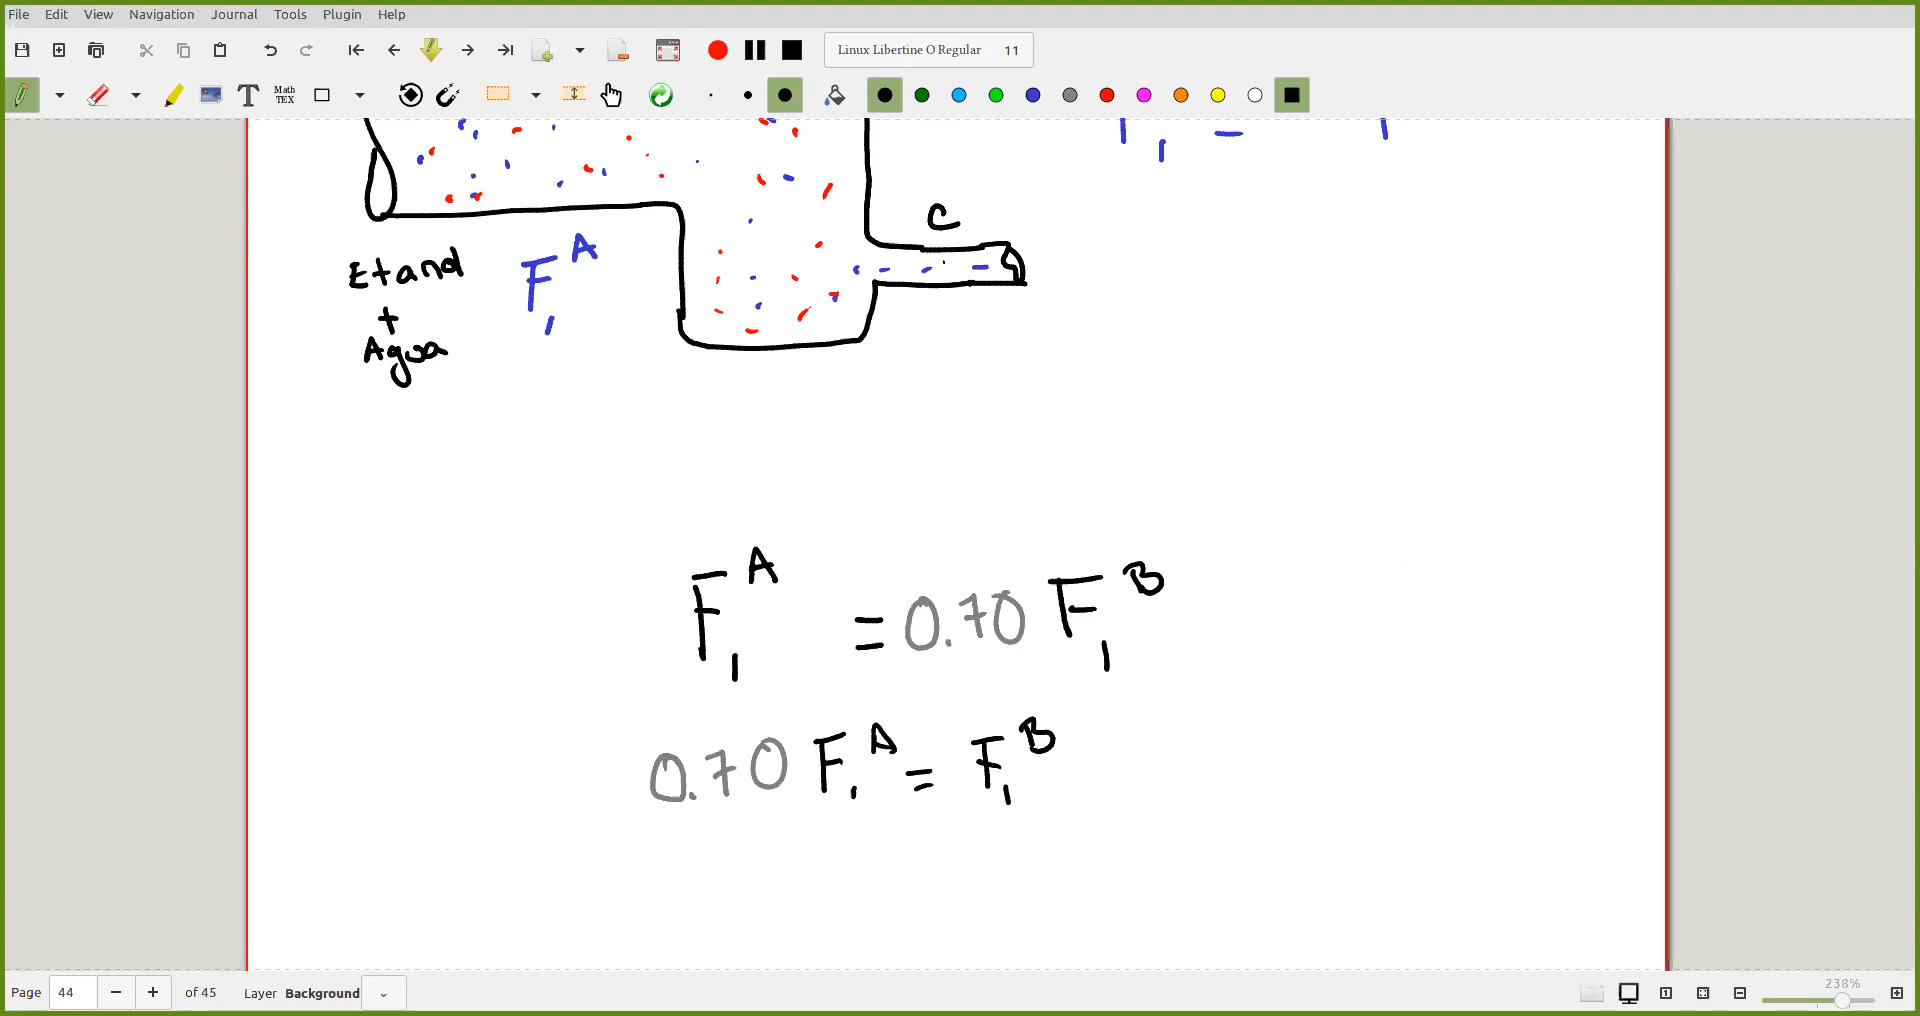 File Edit View Navigation Journal Tools Plugin Help
Linux Libertine O Regular 11
T Math TEX
C
Etanol F₁ᴬ
+
Agua
F₁ᴬ = 0.70 F₁ᴮ
0.70 F₁ᴬ = F₁ᴮ
Page 44 of 45 Layer Background 238%